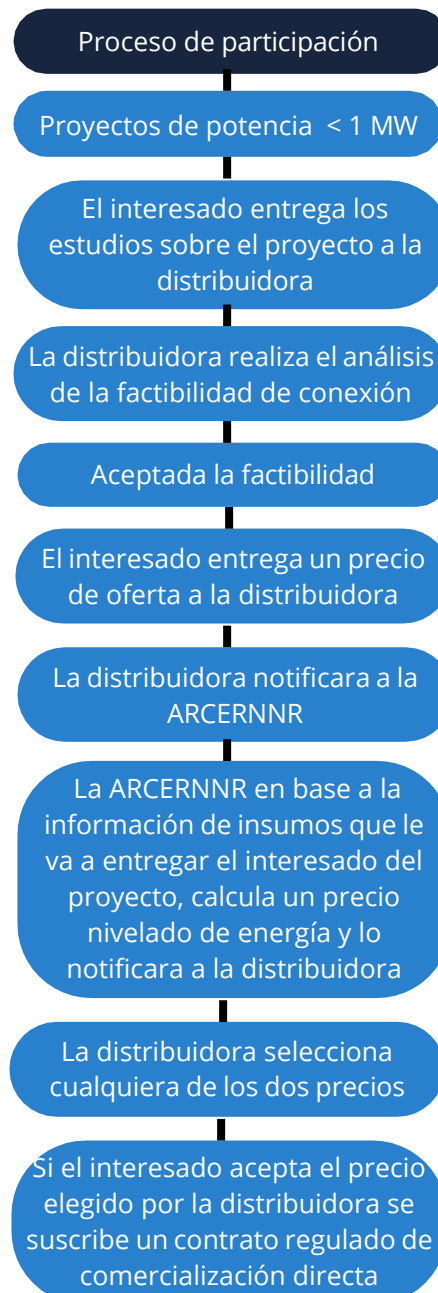 Proceso de participación
Proyectos de potencia < 1 MW
El interesado entrega los
estudios sobre el proyecto a la
distribuidora
La distribuidora realiza el análisis
de la factibilidad de conexión
Aceptada la factibilidad
El interesado entrega un precio
de oferta a la distribuidora
La distribuidora notificara a la
ARCERNNR
La ARCERNNR en base a la
información de insumos que le
va a entregar el interesado del
proyecto, calcula un precio
nivelado de energía y lo
notificara a la distribuidora
La distribuidora selecciona
cualquiera de los dos precios
Si el interesado acepta el precio
elegido por la distribuidora se
suscribe un contrato regulado de
comercialización directa